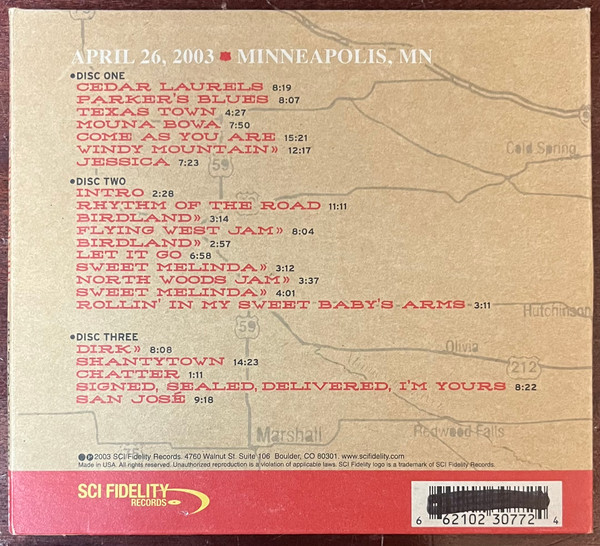 APRIL 26, 2003 MINNEAPOLIS, MN
•DISC ONE
CEDAR LAURELS 8:19
PARKER'S BLUES 8:07
TEXAS TOWN 4:27
MOUNA BOWA 7:50
COME AS YOU ARE 15:21
WINDY MOUNTAIN» 12:17
JESSICA 7:23
59
Cold Spring
•DISC TWO
INTRO 2:28
RHYTHM OF THE ROAD 11:11
BIRDLAND» 3:14
FLYING WEST JAM» 8:04
BIRDLAND» 2:57
LET IT GO 6:58
SWEET MELINDA» 3:12
NORTH WOODS JAM» 3:37
SWEET MELINDA» 4:01
ROLLIN' IN MY SWEET BABY'S ARMS 3:11
Hutchinson
59
•DISC THREE
DIRK» 8:08
SHANTYTOWN 14:23
CHATTER 1:11
SIGNED, SEALED, DELIVERED, I'M YOURS 8:22
SAN JOSÉ 9:18
Olivia
212
Marshall
Redwood Falls
75
©℗2003 SCI Fidelity Records. 4760 Walnut St. Suite 106 Boulder, CO 80301. www.scifidelity.com
Made in USA. All rights reserved. Unauthorized reproduction is a violation of applicable laws. SCI Fidelity logo is a trademark of SCI Fidelity Records.
SCI FIDELITY
RECORDS
6 62102 30772 4